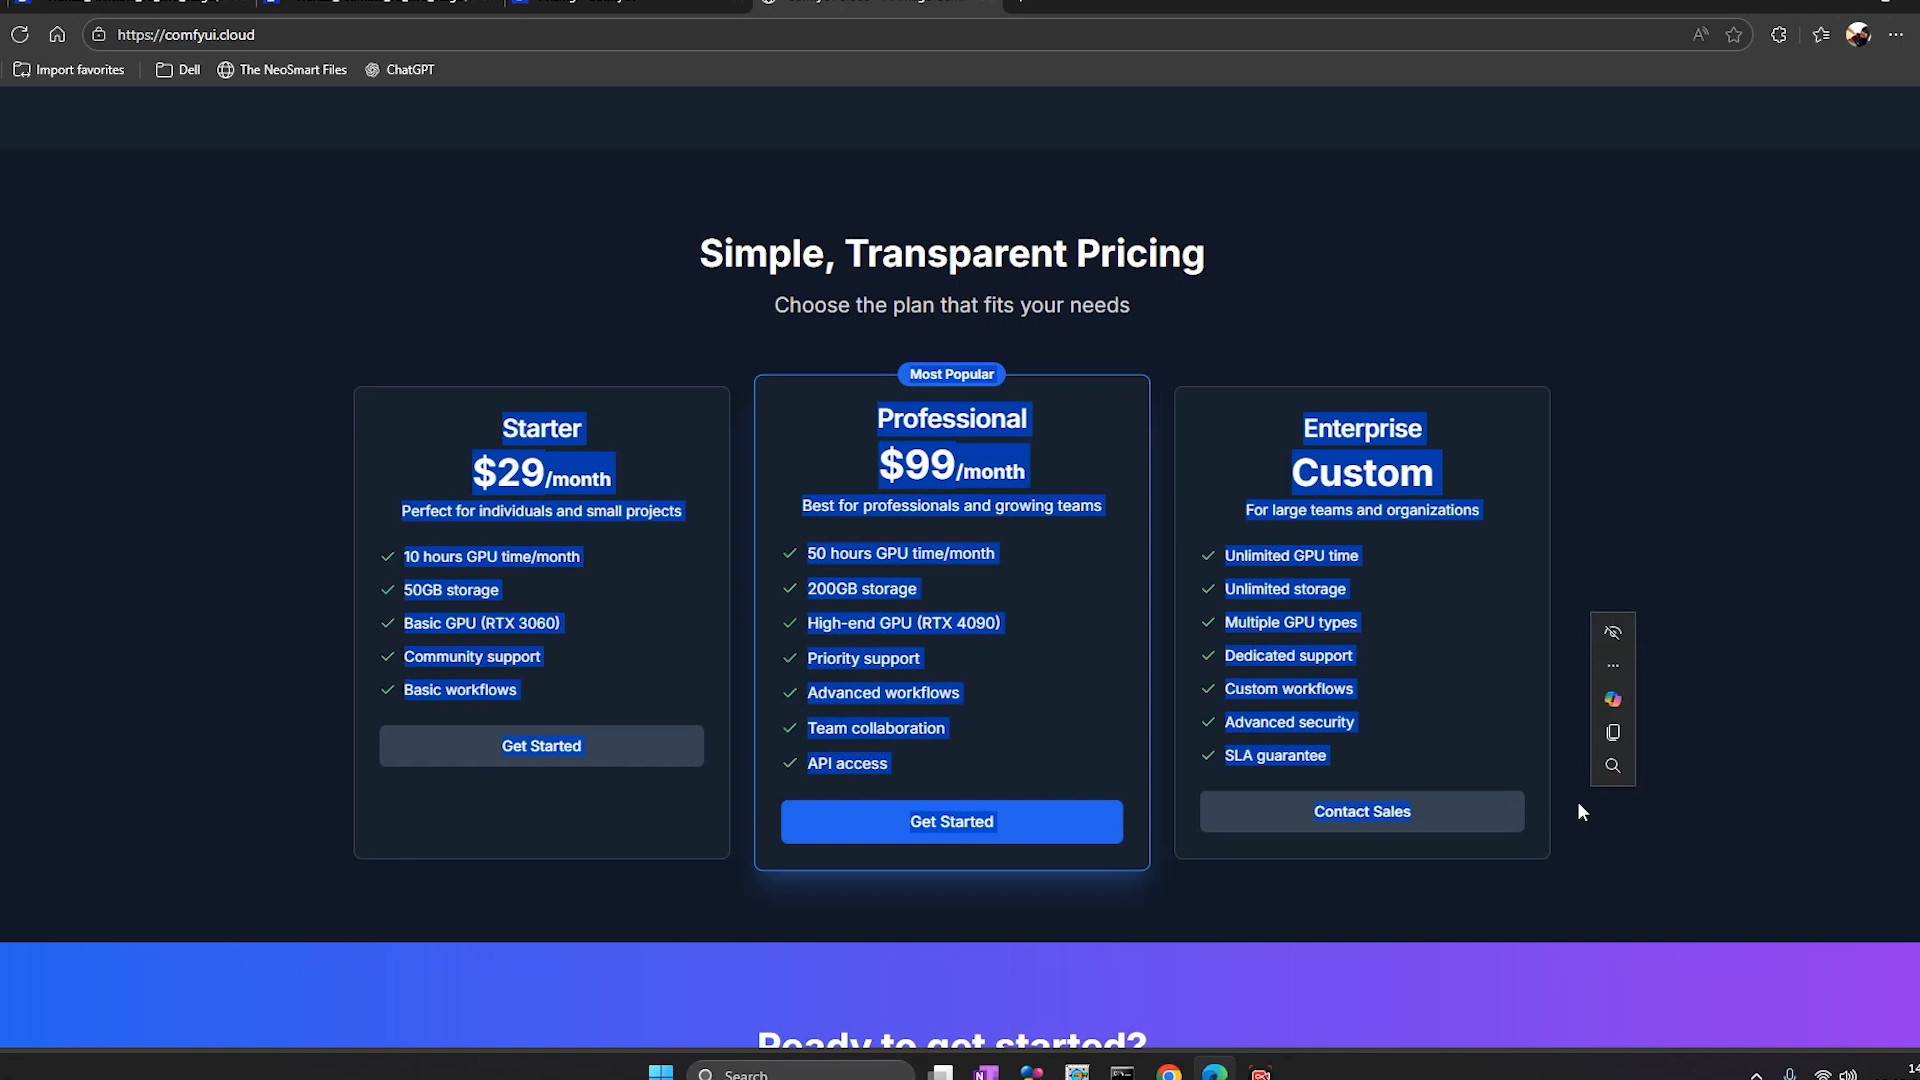 https://comfyui.cloud
Import favorites
Dell
The NeoSmart Files
ChatGPT
Simple, Transparent Pricing
Choose the plan that fits your needs
Starter
$29/month
Perfect for individuals and small projects
10 hours GPU time/month
50GB storage
Basic GPU (RTX 3060)
Community support
Basic workflows
Get Started
Most Popular
Professional
$99/month
Best for professionals and growing teams
50 hours GPU time/month
200GB storage
High-end GPU (RTX 4090)
Priority support
Advanced workflows
Team collaboration
API access
Get Started
Enterprise
Custom
For large teams and organizations
Unlimited GPU time
Unlimited storage
Multiple GPU types
Dedicated support
Custom workflows
Advanced security
SLA guarantee
Contact Sales
Ready to get started?
Search